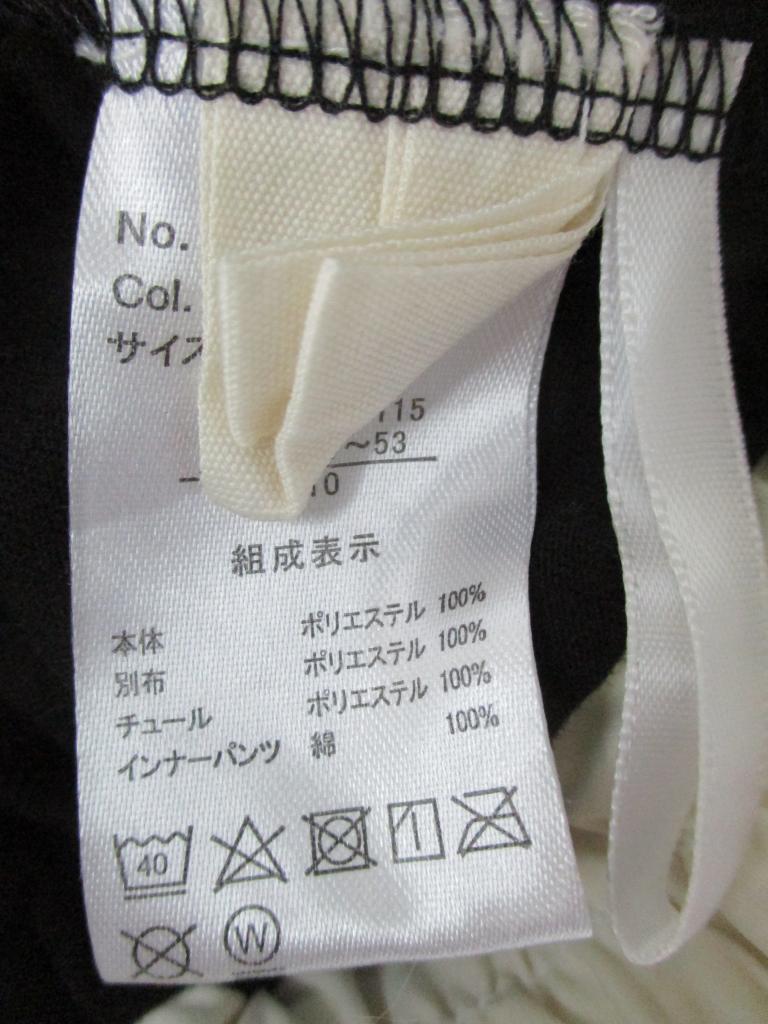 No.
Col.
サイズ
115
～53
10
組成表示
本体 ポリエステル 100%
別布 ポリエステル 100%
チュール ポリエステル 100%
インナーパンツ 綿 100%
40
W